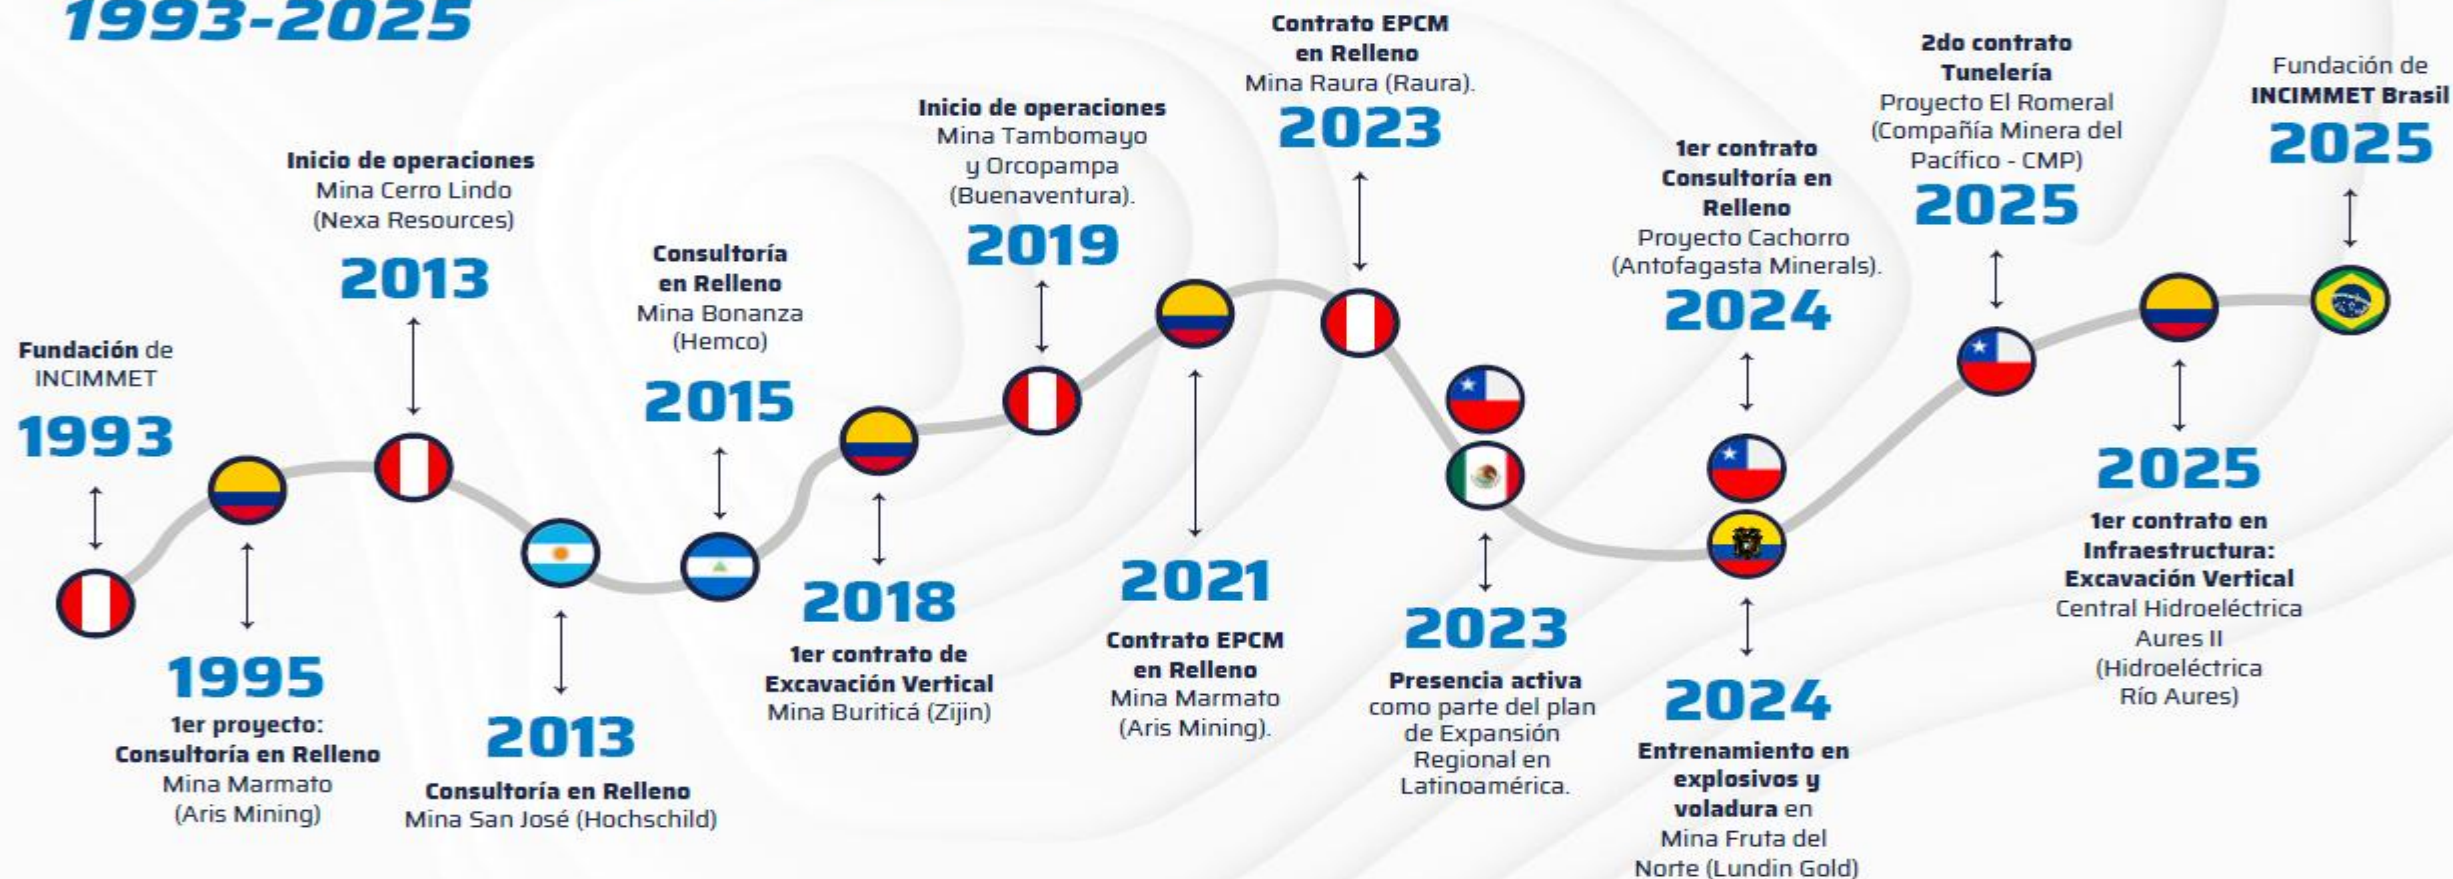 1993-2025
Fundación de
INCIMMET
1993
1995
1er proyecto:
Consultoría en Relleno
Mina Marmato
(Aris Mining)
Inicio de operaciones
Mina Cerro Lindo
(Nexa Resources)
2013
2013
Consultoría en Relleno
Mina San José (Hochschild)
Consultoría
en Relleno
Mina Bonanza
(Hemco)
2015
2018
1er contrato de
Excavación Vertical
Mina Buriticá (Zijin)
Inicio de operaciones
Mina Tambomayo
y Orcopampa
(Buenaventura).
2019
2021
Contrato EPCM
en Relleno
Mina Marmato
(Aris Mining).
Contrato EPCM
en Relleno
Mina Raura (Raura).
2023
2023
Presencia activa
como parte del plan
de Expansión
Regional en
Latinoamérica.
1er contrato
Consultoría en
Relleno
Proyecto Cachorro
(Antofagasta Minerals).
2024
2024
Entrenamiento en
explosivos y
voladura en
Mina Fruta del
Norte (Lundin Gold)
2do contrato
Tunelería
Proyecto El Romeral
(Compañía Minera del
Pacífico - CMP)
2025
2025
1er contrato en
Infraestructura:
Excavación Vertical
Central Hidroeléctrica
Aures II
(Hidroeléctrica
Río Aures)
Fundación de
INCIMMET Brasil
2025